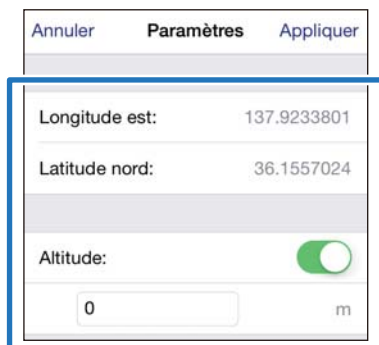 Annuler Paramètres Appliquer
Longitude est: 137.9233801
Latitude nord: 36.1557024
Altitude:
0 m